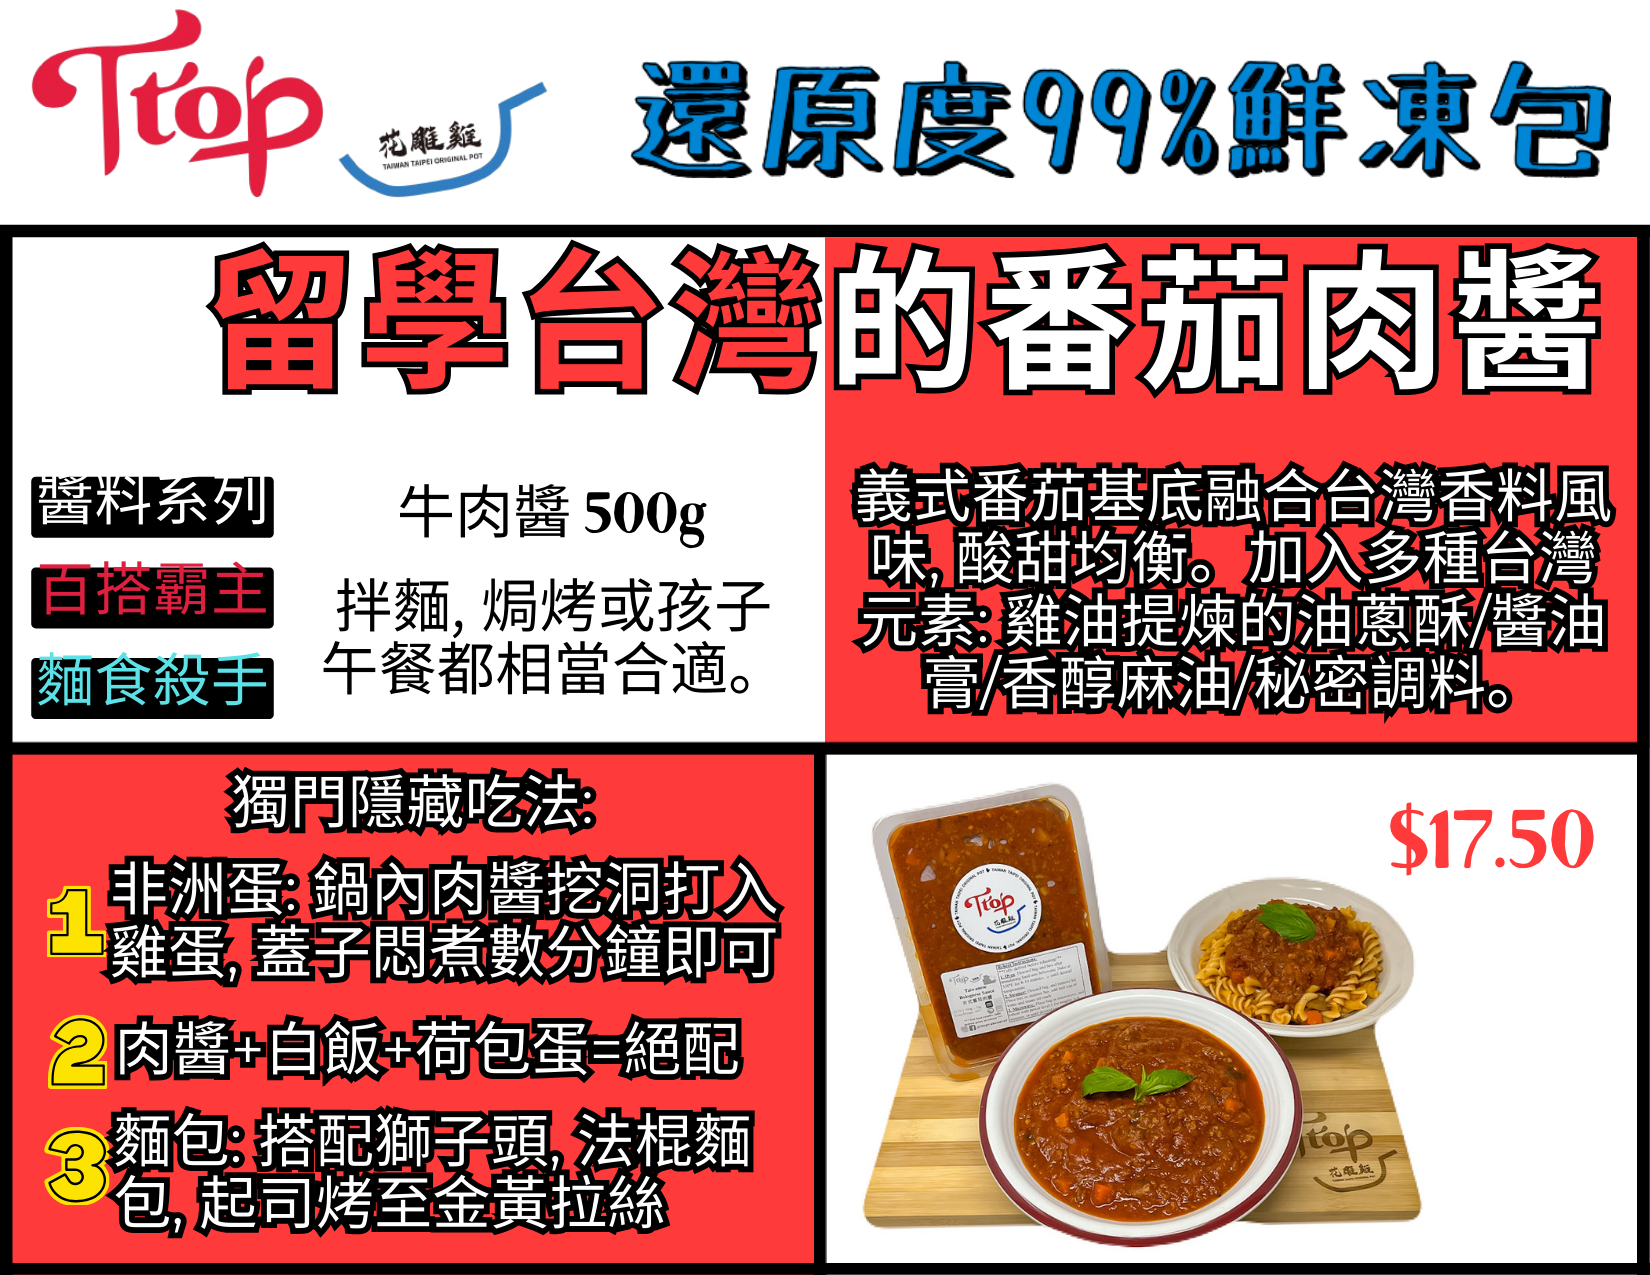 Ttop
花雕雞
TAIWAN TAIPEI ORIGINAL POT
還原度99%鮮凍包
留學台灣的番茄肉醬
醬料系列
百搭霸主
麵食殺手
牛肉醬 500g
拌麵, 焗烤或孩子
午餐都相當合適。
義式番茄基底融合台灣香料風
味, 酸甜均衡。加入多種台灣
元素: 雞油提煉的油蔥酥/醬油
膏/香醇麻油/秘密調料。
獨門隱藏吃法:
1 非洲蛋: 鍋內肉醬挖洞打入
雞蛋, 蓋子悶煮數分鐘即可
2 肉醬+白飯+荷包蛋=絕配
3 麵包: 搭配獅子頭, 法棍麵
包, 起司烤至金黃拉絲
$17.50
Ttop
花雕雞
Ttop
花雕雞